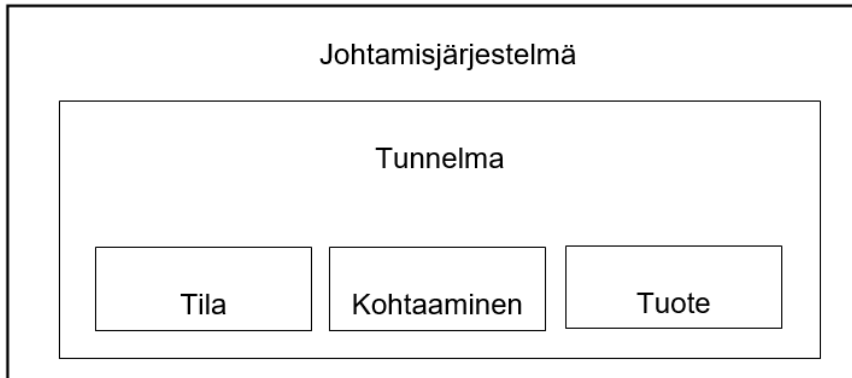 Johtamisjärjestelmä
Tunnelma
Tila
Kohtaaminen
Tuote